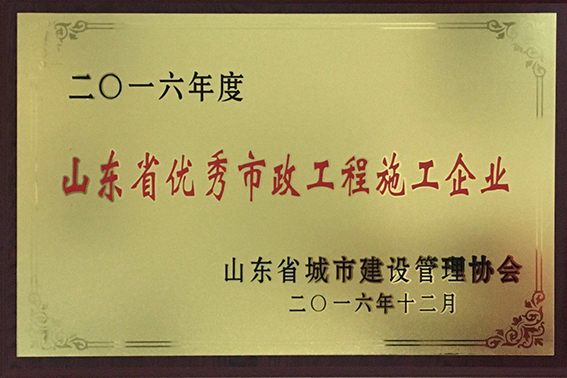 二〇一六年度
山东省优秀市政工程施工企业
山东省城市建设管理协会
二〇一六年十二月